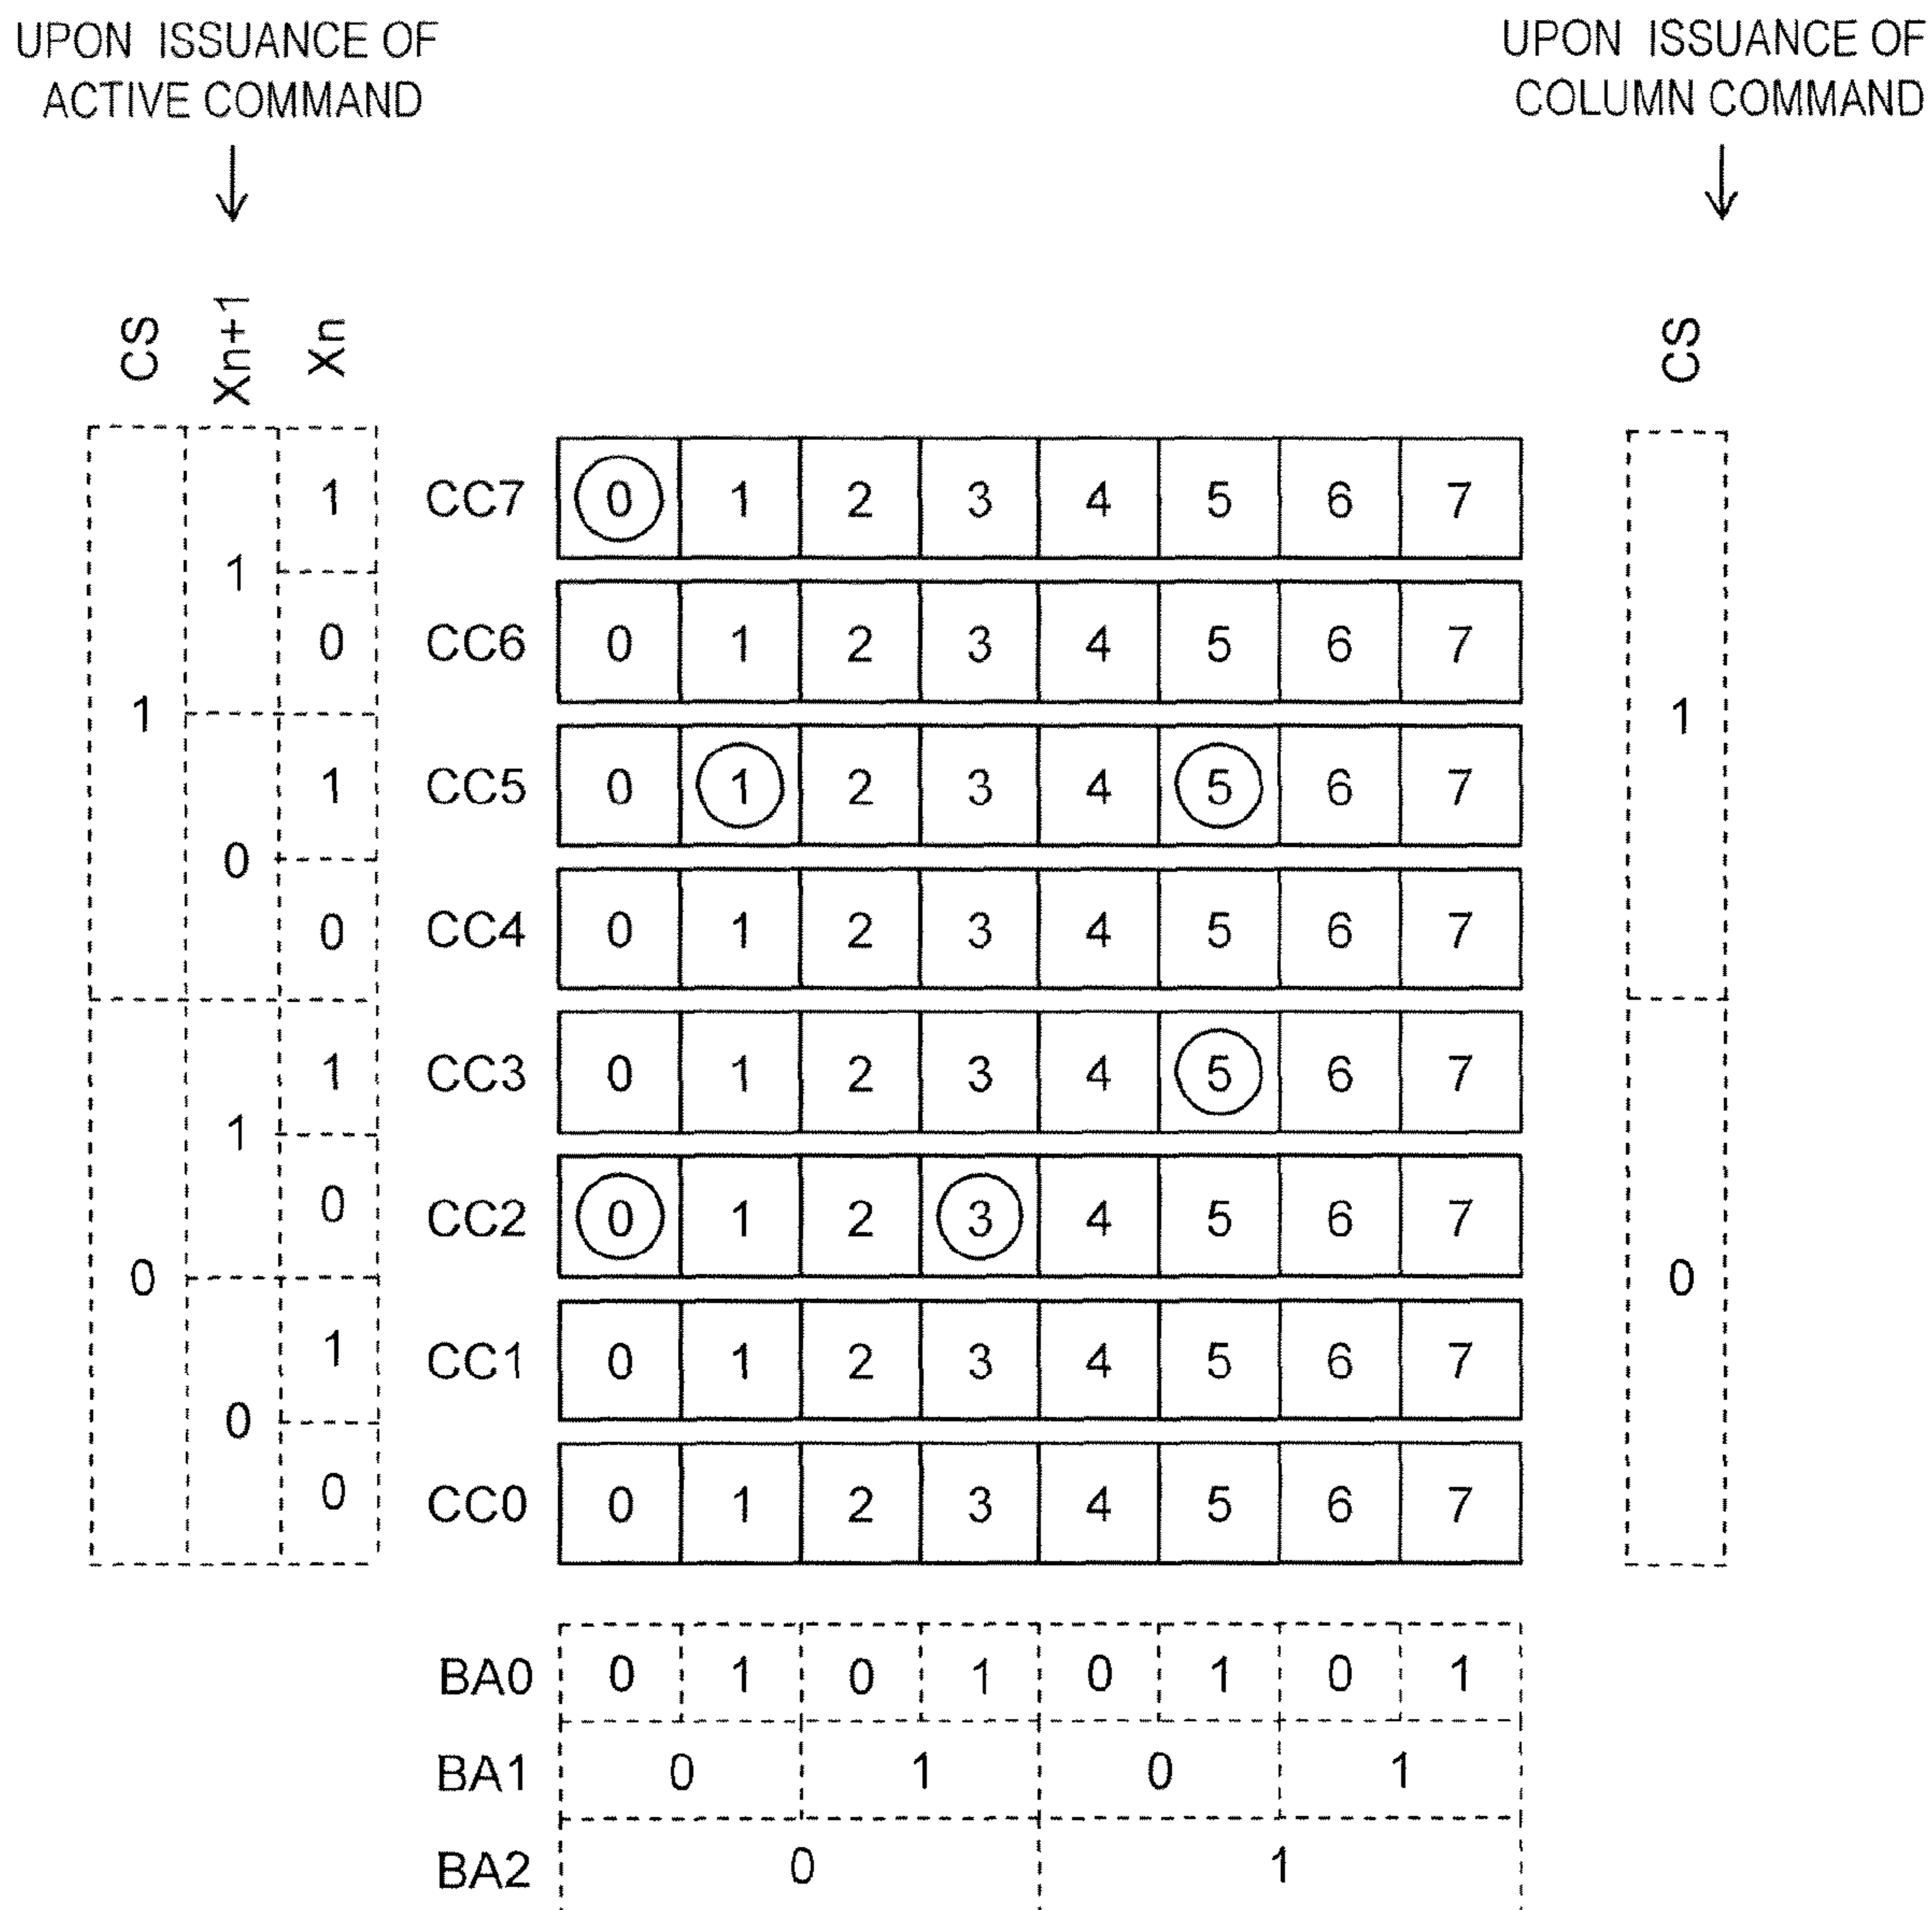 UPON ISSUANCE OF
ACTIVE COMMAND
UPON ISSUANCE OF
COLUMN COMMAND
CS
Xn+1
Xn
CS
1
1
1
CC7 0 1 2 3 4 5 6 7
0
CC6 0 1 2 3 4 5 6 7
1
0
1
CC5 0 1 2 3 4 5 6 7
0
CC4 0 1 2 3 4 5 6 7
0
1
1
CC3 0 1 2 3 4 5 6 7
0
CC2 0 1 2 3 4 5 6 7
0
0
1
CC1 0 1 2 3 4 5 6 7
0
CC0 0 1 2 3 4 5 6 7
BA0 0 1 0 1 0 1 0 1
BA1 0 1 0 1
BA2 0 1